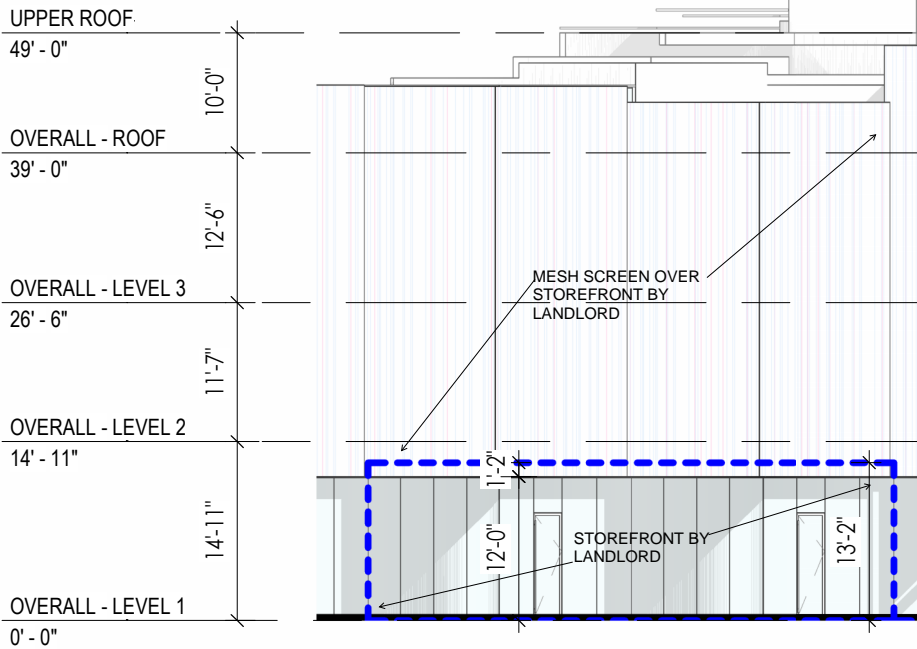 UPPER ROOF
49' - 0"
10'-0"
OVERALL - ROOF
39' - 0"
12'-6"
MESH SCREEN OVER
STOREFRONT BY
LANDLORD
OVERALL - LEVEL 3
26' - 6"
11'-7"
OVERALL - LEVEL 2
14' - 11"
1'-2"
14'-11"
12'-0"
STOREFRONT BY
LANDLORD
13'-2"
OVERALL - LEVEL 1
0' - 0"